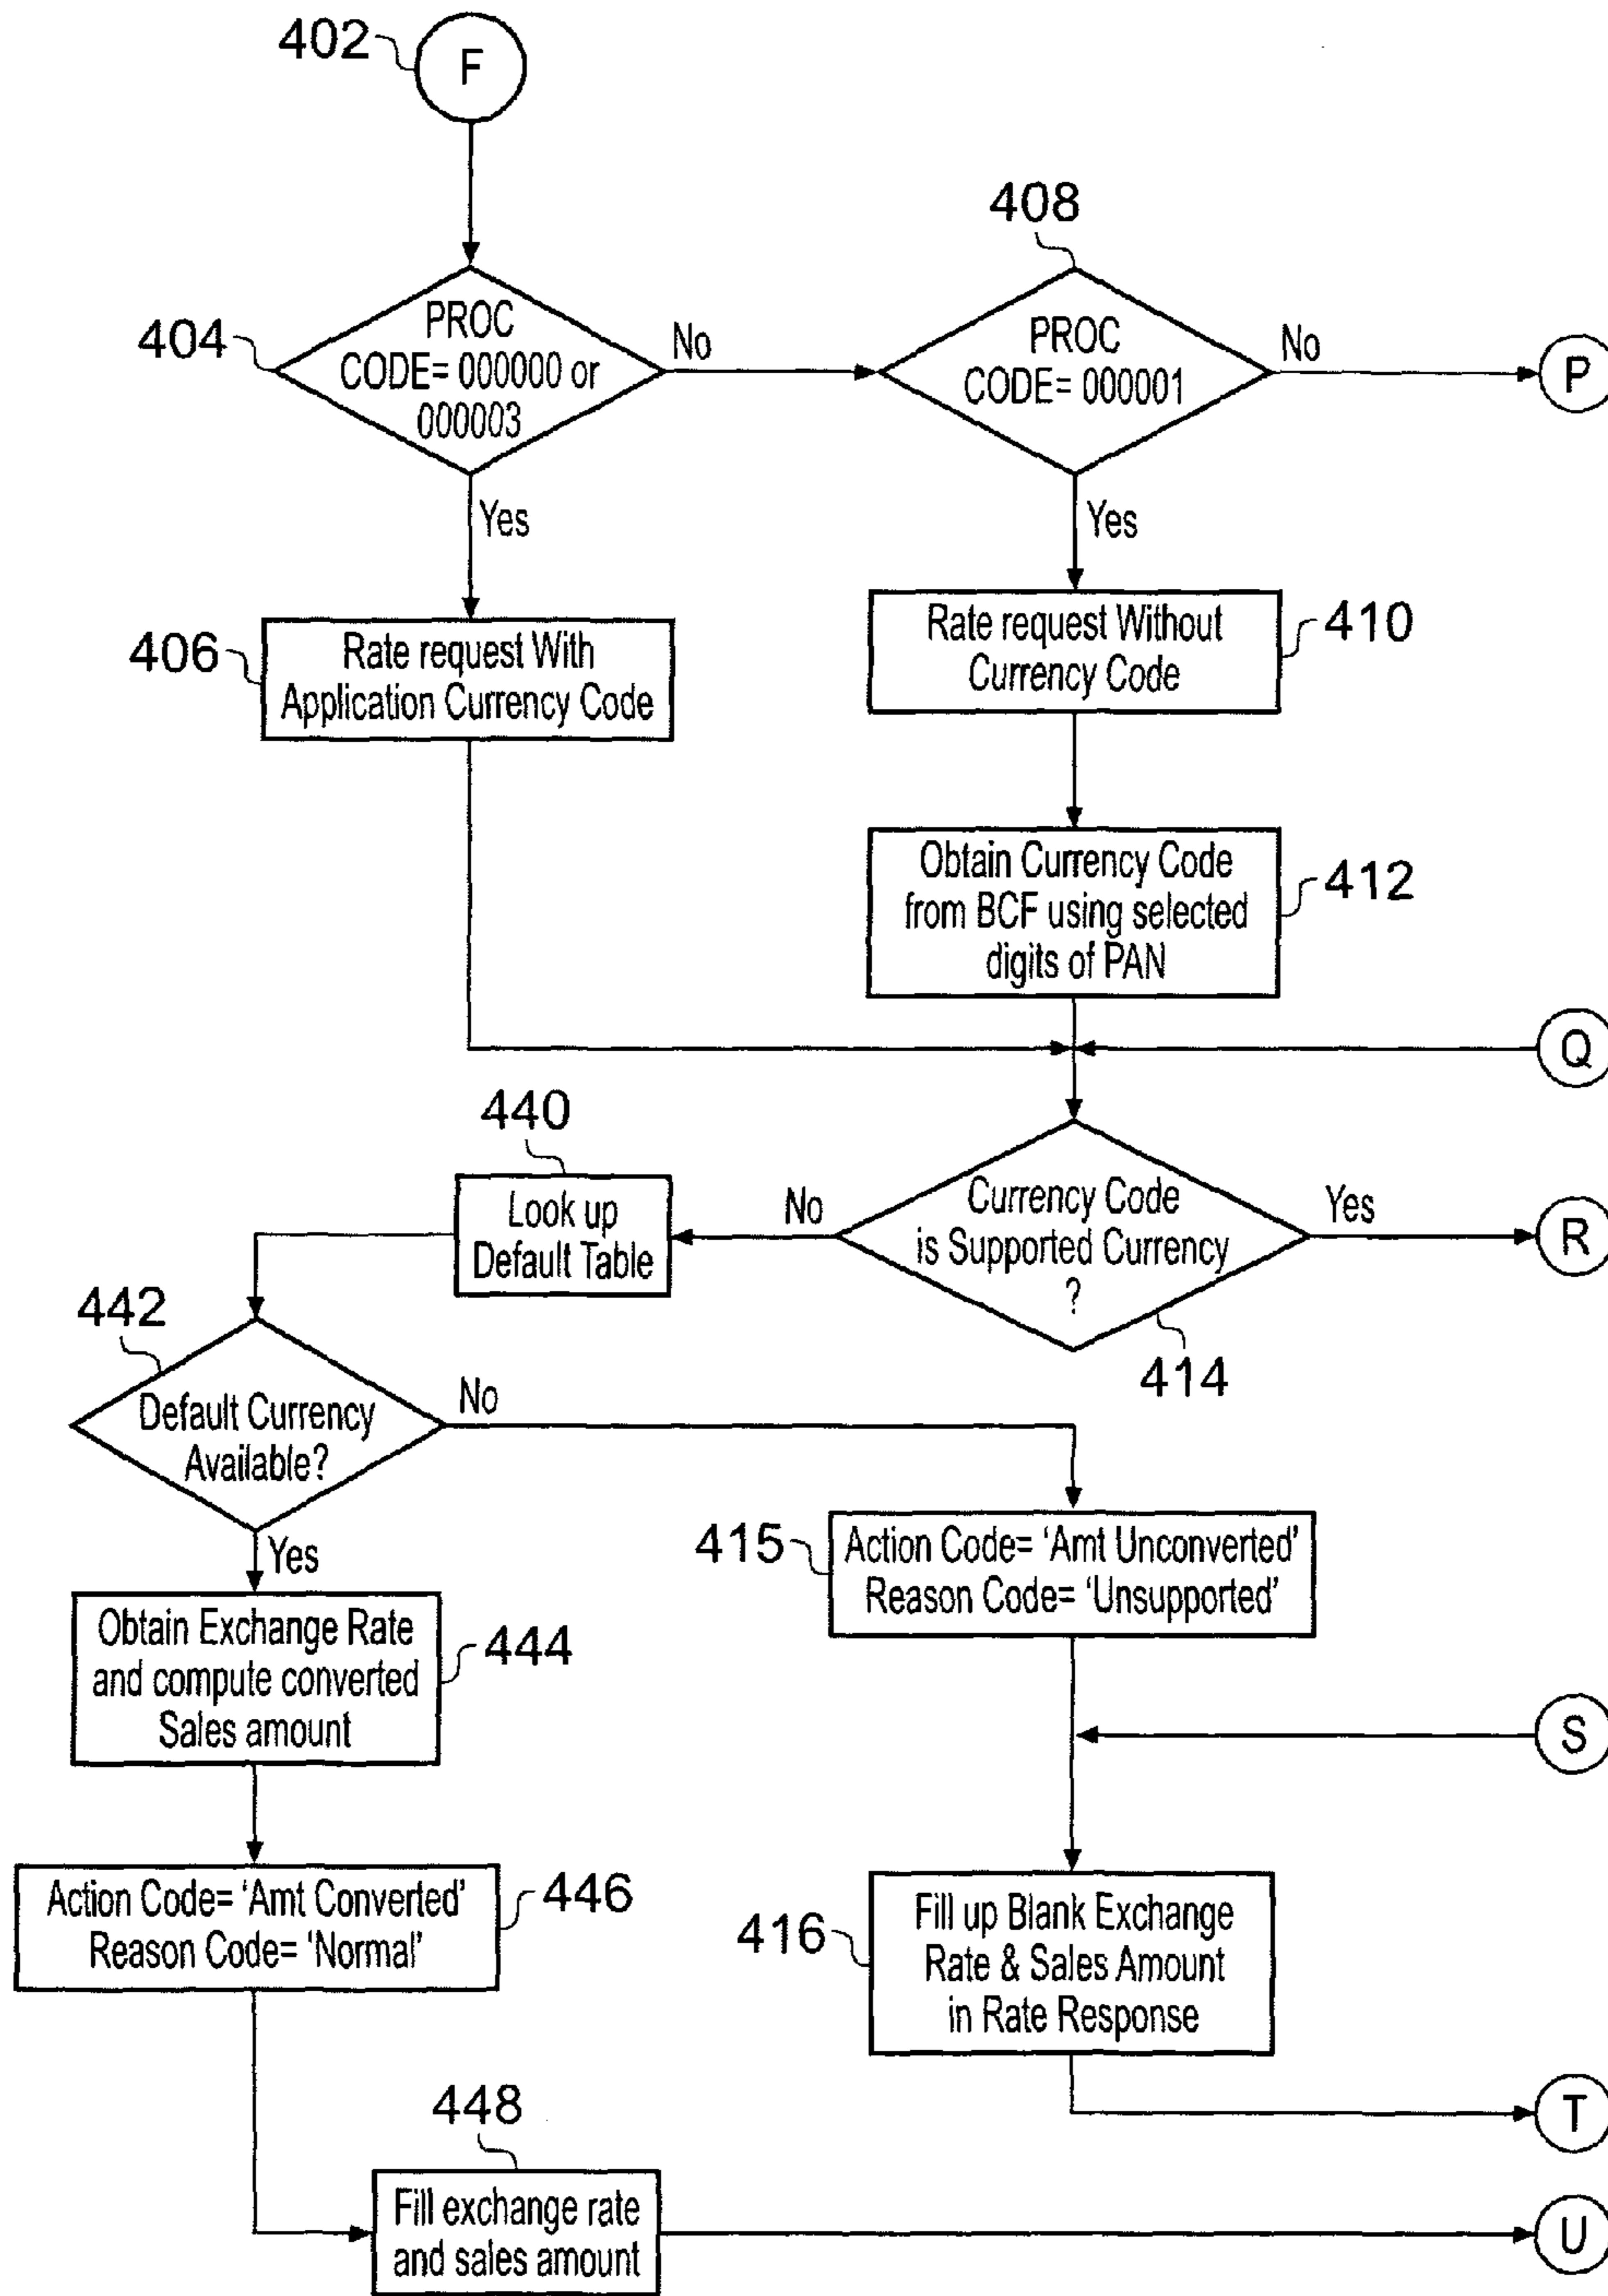 402
F
408
404
PROC
CODE= 000000 or
000003
No
PROC
CODE= 000001
No
P
Yes
Yes
406
Rate request With
Application Currency Code
Rate request Without
Currency Code
410
Obtain Currency Code
from BCF using selected
digits of PAN
412
Q
440
Look up
Default Table
No
Currency Code
is Supported Currency
?
Yes
R
414
442
Default Currency
Available?
No
Yes
415
Action Code= ‘Amt Unconverted’
Reason Code= ‘Unsupported’
Obtain Exchange Rate
and compute converted
Sales amount
444
S
Action Code= ‘Amt Converted’
Reason Code= ‘Normal’
446
416
Fill up Blank Exchange
Rate & Sales Amount
in Rate Response
T
448
Fill exchange rate
and sales amount
U